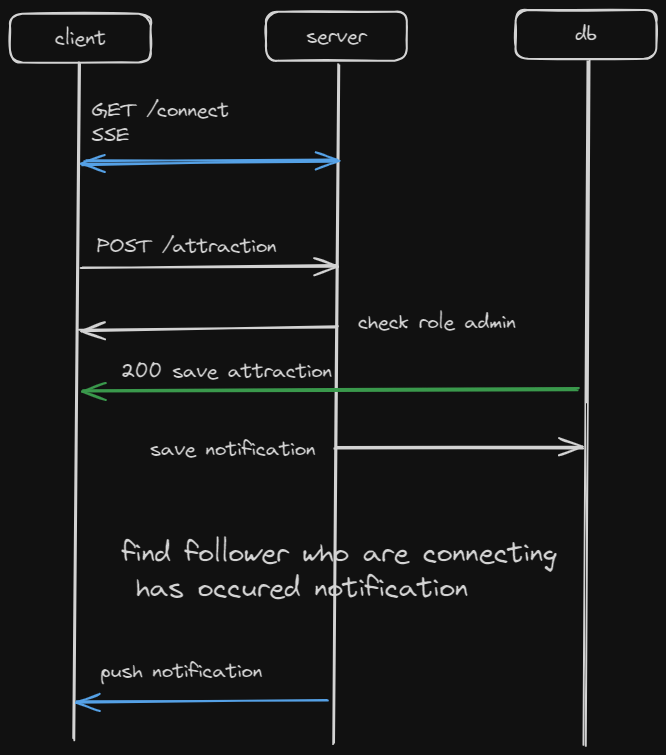 client
server
db
GET /connect
SSE
POST /attraction
check role admin
200 save attraction
save notification
find follower who are connecting
has occured notification
push notification